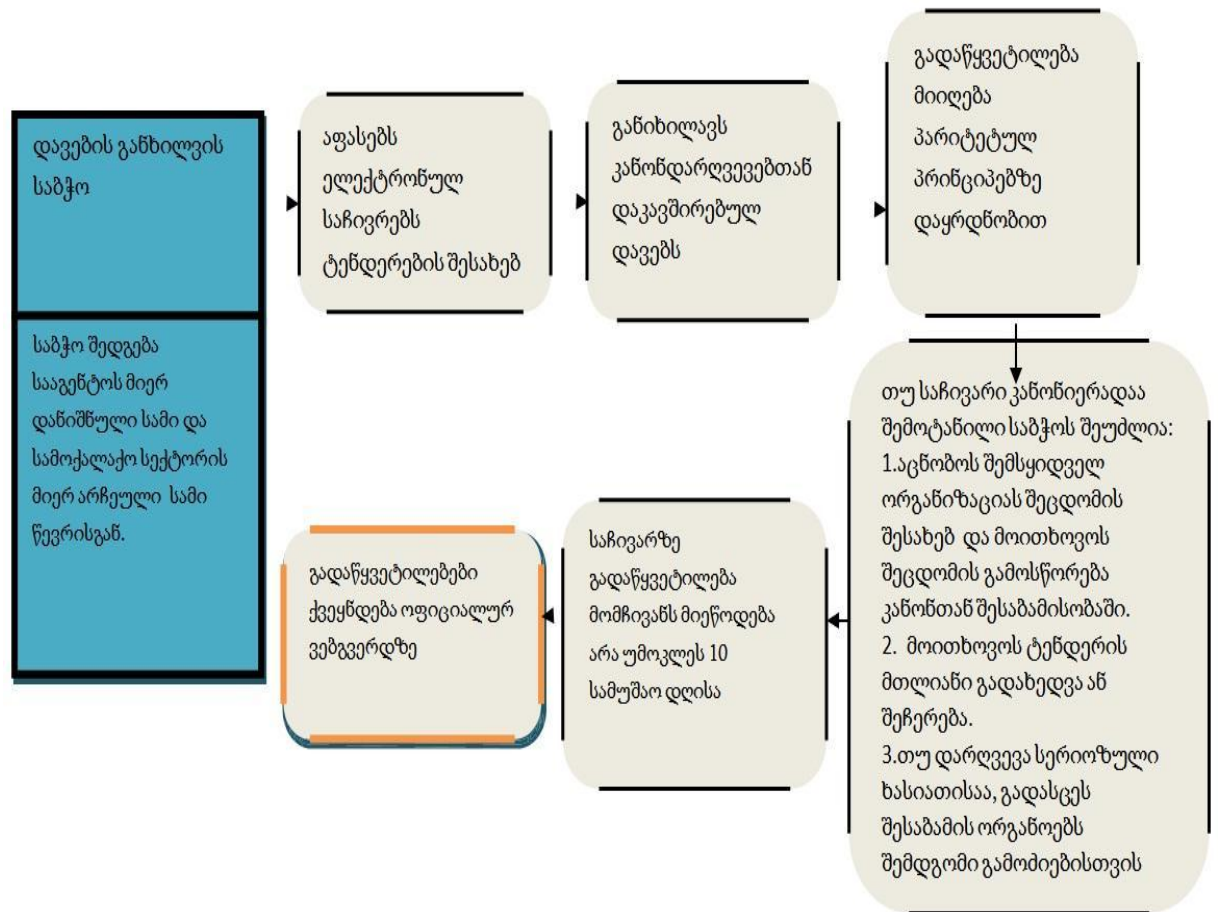 დავების განხილვის
საბჭო
საბჭო შედგება
სააგენტოს მიერ
დანიშნული სამი და
სამოქალაქო სექტორის
მიერ არჩეული სამი
წევრისგან.
აფასებს
ელექტრონულ
საჩივრებს
ტენდერების შესახებ
განიხილავს
კანონდარღვევებთან
დაკავშირებულ
დავებს
გადაწყვეტილება
მიიღება
პარიტეტულ
პრინციპებზე
დაყრდნობით
თუ საჩივარი კანონიერადაა
შემოტანილი საბჭოს შეუძლია:
1.აცნობოს შემსყიდველ
ორგანიზაციას შეცდომის
შესახებ და მოითხოვოს
შეცდომის გამოსწორება
კანონთან შესაბამისობაში.
2. მოითხოვოს ტენდერის
მთლიანი გადახედვა ან
შეჩერება.
3.თუ დარღვევა სერიოზული
ხასიათისაა, გადასცეს
შესაბამის ორგანოებს
შემდგომი გამოძიებისთვის
საჩივარზე
გადაწყვეტილება
მომჩივანს მიეწოდება
არა უმოკლეს 10
სამუშაო დღისა
გადაწყვეტილებები
ქვეყნდება ოფიციალურ
ვებგვერდზე